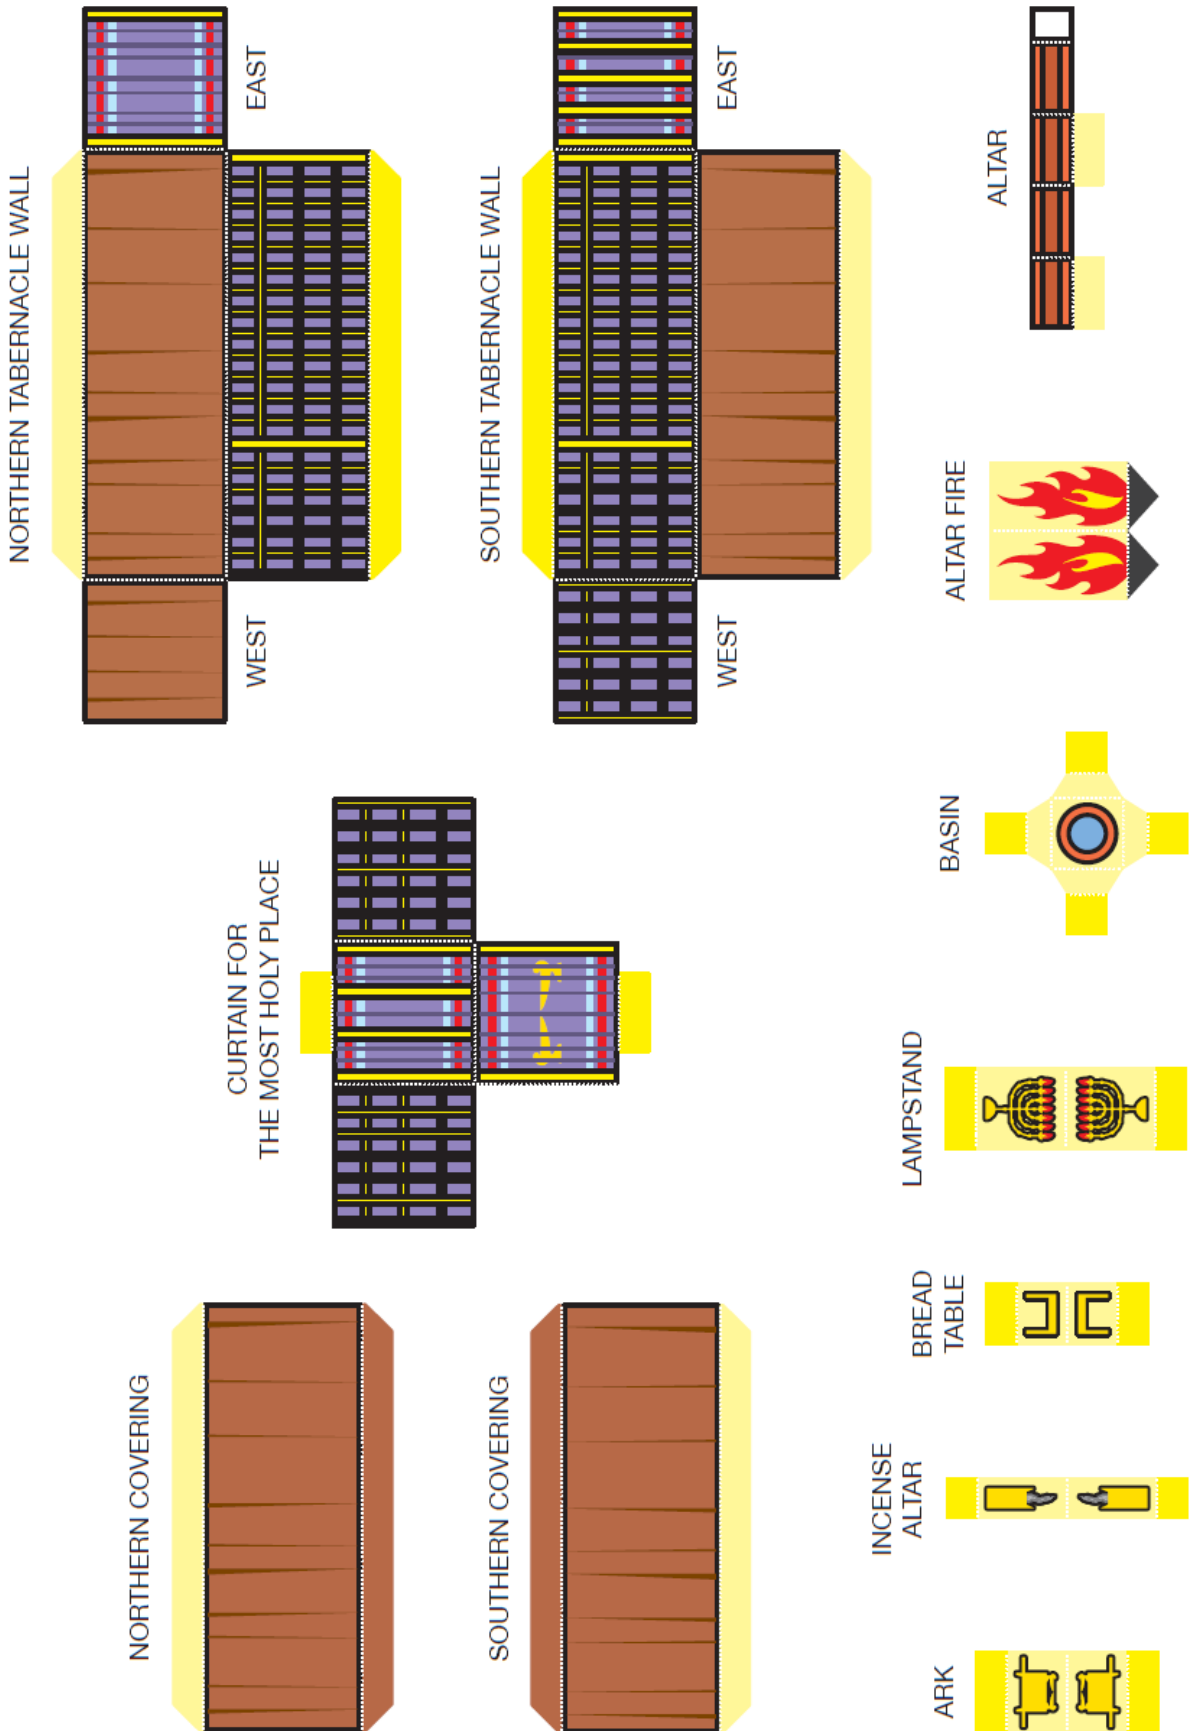 NORTHERN TABERNACLE WALL
WEST
EAST
NORTHERN COVERING
CURTAIN FOR
THE MOST HOLY PLACE
SOUTHERN COVERING
SOUTHERN TABERNACLE WALL
WEST
EAST
ARK
INCENSE
ALTAR
BREAD
TABLE
LAMPSTAND
BASIN
ALTAR FIRE
ALTAR